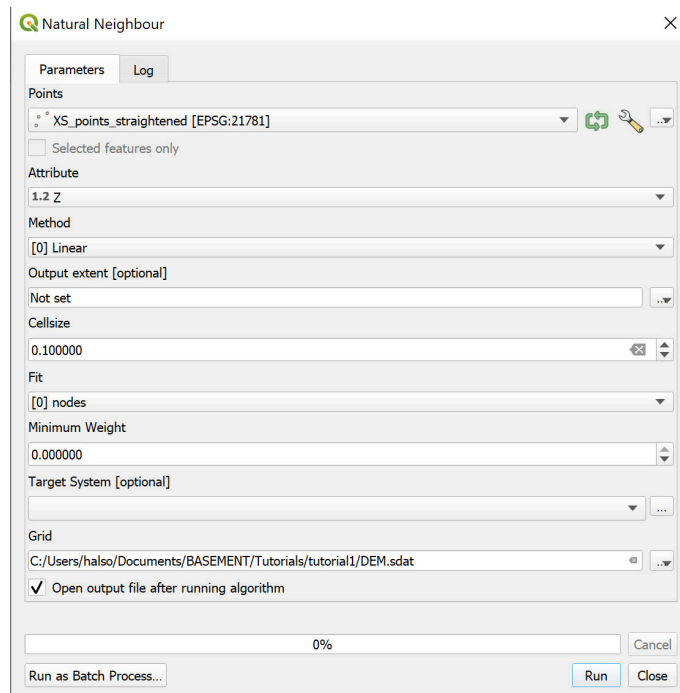 Natural Neighbour
Parameters Log
Points
XS_points_straightened [EPSG:21781]
Selected features only
Attribute
1.2 Z
Method
[0] Linear
Output extent [optional]
Not set
Cellsize
0.100000
Fit
[0] nodes
Minimum Weight
0.000000
Target System [optional]
...
Grid
C:/Users/halso/Documents/BASEMENT/Tutorials/tutorial1/DEM.sdat
Open output file after running algorithm
0% Cancel
Run as Batch Process... Run Close